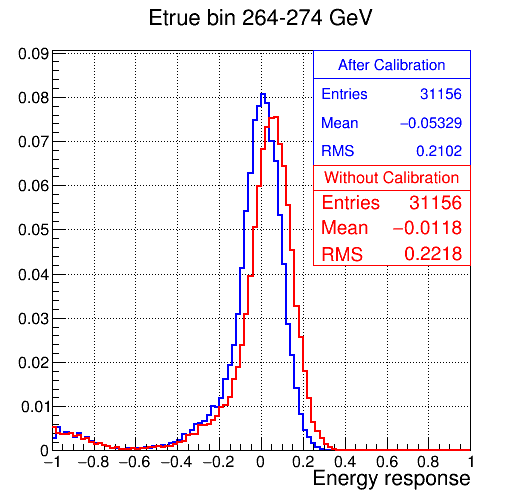 Etrue bin 264-274 GeV
0.09
0.08
0.07
0.06
0.05
0.04
0.03
0.02
0.01
0
After Calibration
Entries 31156
Mean −0.05329
RMS 0.2102
Without Calibration
Entries 31156
Mean −0.0118
RMS 0.2218
−1 −0.8 −0.6 −0.4 −0.2 0 0.2 0.4 0.6 0.8 1
Energy response